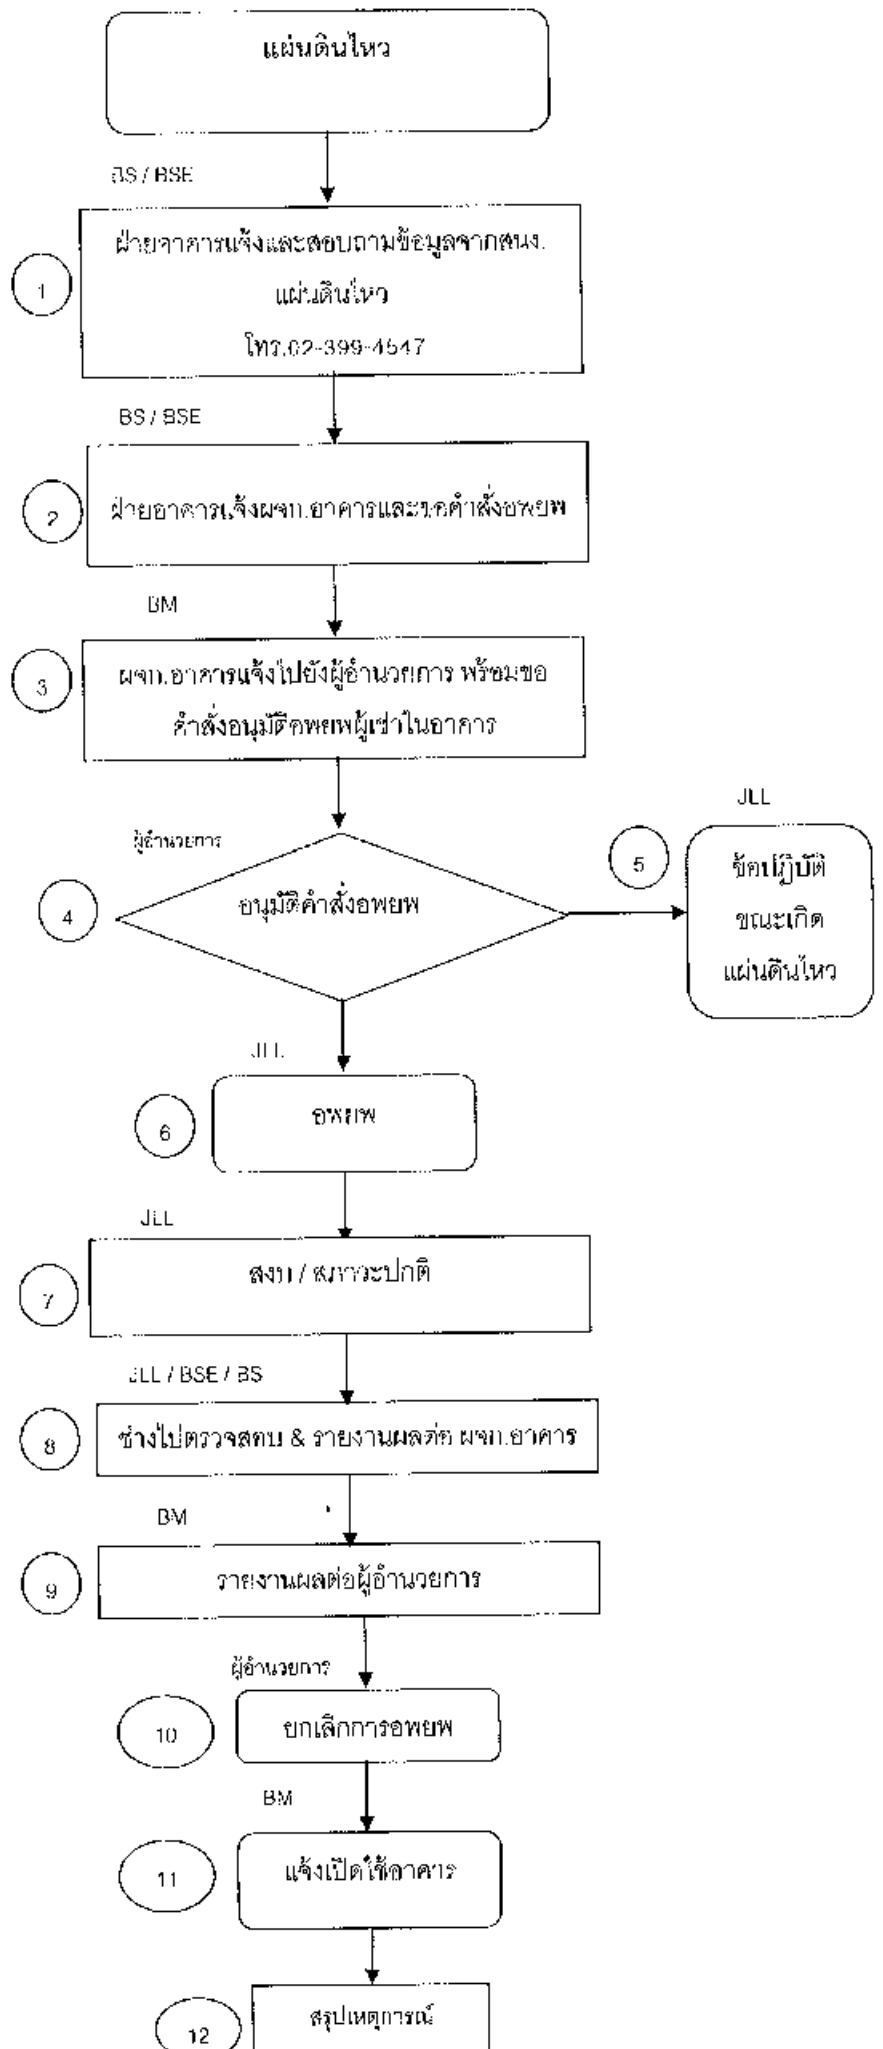 แผ่นดินไหว
BS / BSE
ฝ่ายอาคารแจ้งและสอบถามข้อมูลจากสนง.
1
แผ่นดินไหว
โทร.02-399-4547
BS / BSE
2
ฝ่ายอาคารแจ้งผจก.อาคารและขอคำสั่งอพยพ
BM
3
ผจก.อาคารแจ้งไปยังผู้อำนวยการ พร้อมขอ
คำสั่งอนุมัติอพยพผู้เช่าในอาคาร
JLL
ผู้อำนวยการ
4
อนุมัติคำสั่งอพยพ
5
ข้อปฏิบัติ
ขณะเกิด
แผ่นดินไหว
JLL
6
อพยพ
JLL
7
สงบ / สภาวะปกติ
JLL / BSE / BS
8
ช่างไปตรวจสอบ & รายงานผลต่อ ผจก.อาคาร
BM
9
รายงานผลต่อผู้อำนวยการ
ผู้อำนวยการ
10
ยกเลิกการอพยพ
BM
11
แจ้งเปิดใช้อาคาร
12
สรุปเหตุการณ์